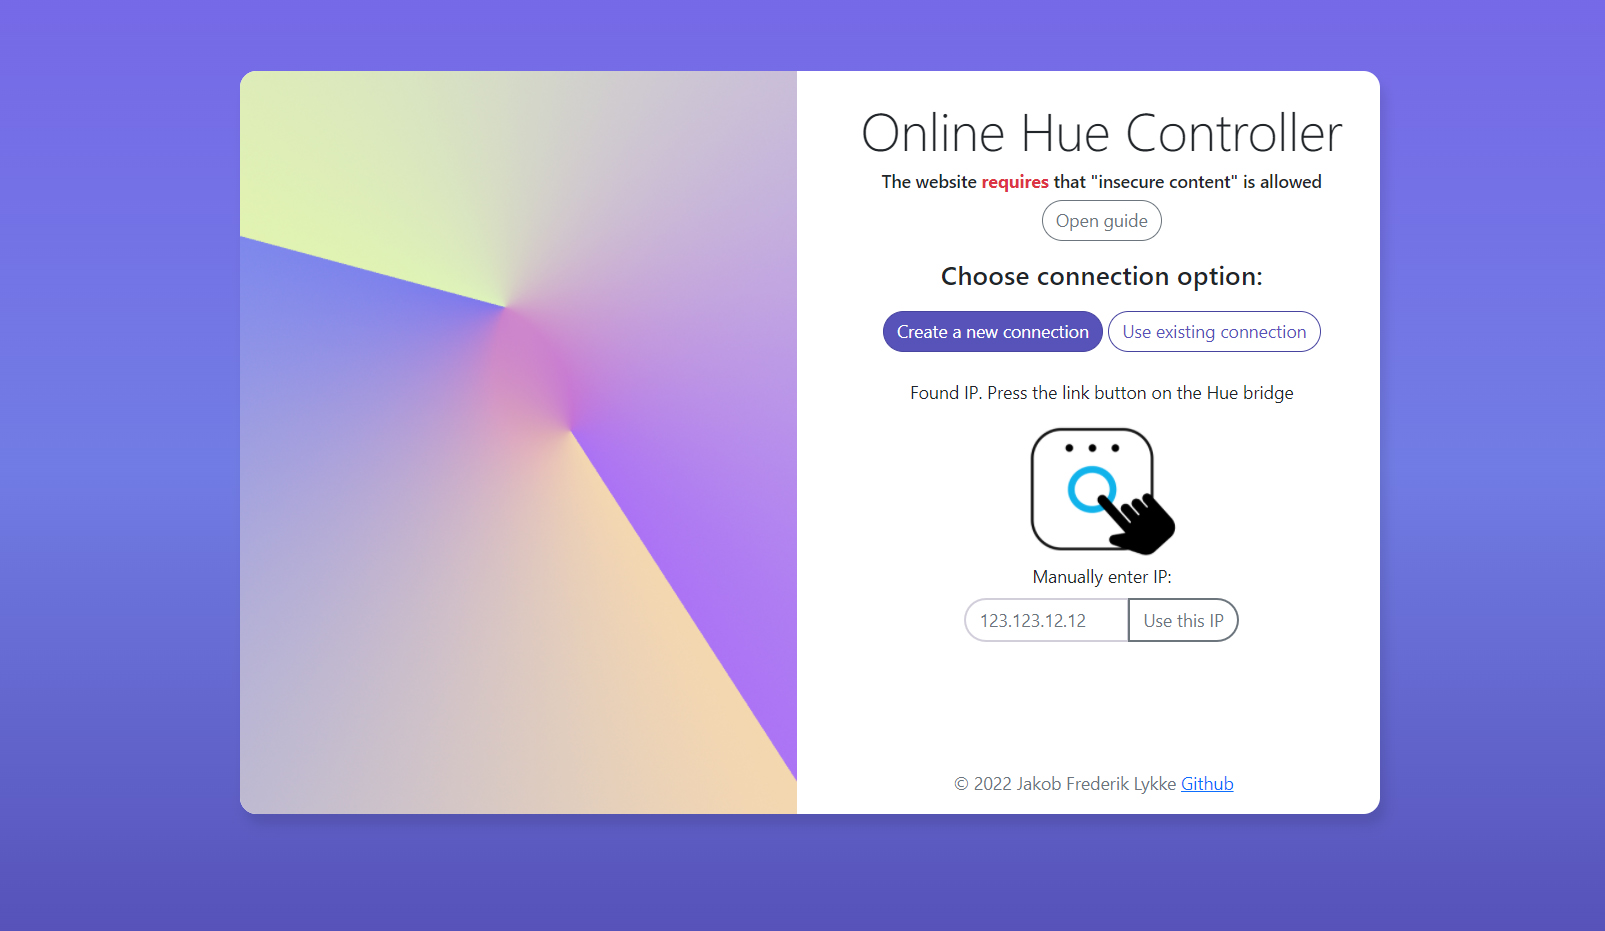 Online Hue Controller
The website requires that "insecure content" is allowed
Open guide
Choose connection option:
Create a new connection
Use existing connection
Found IP. Press the link button on the Hue bridge
Manually enter IP:
123.123.12.12
Use this IP
© 2022 Jakob Frederik Lykke Github